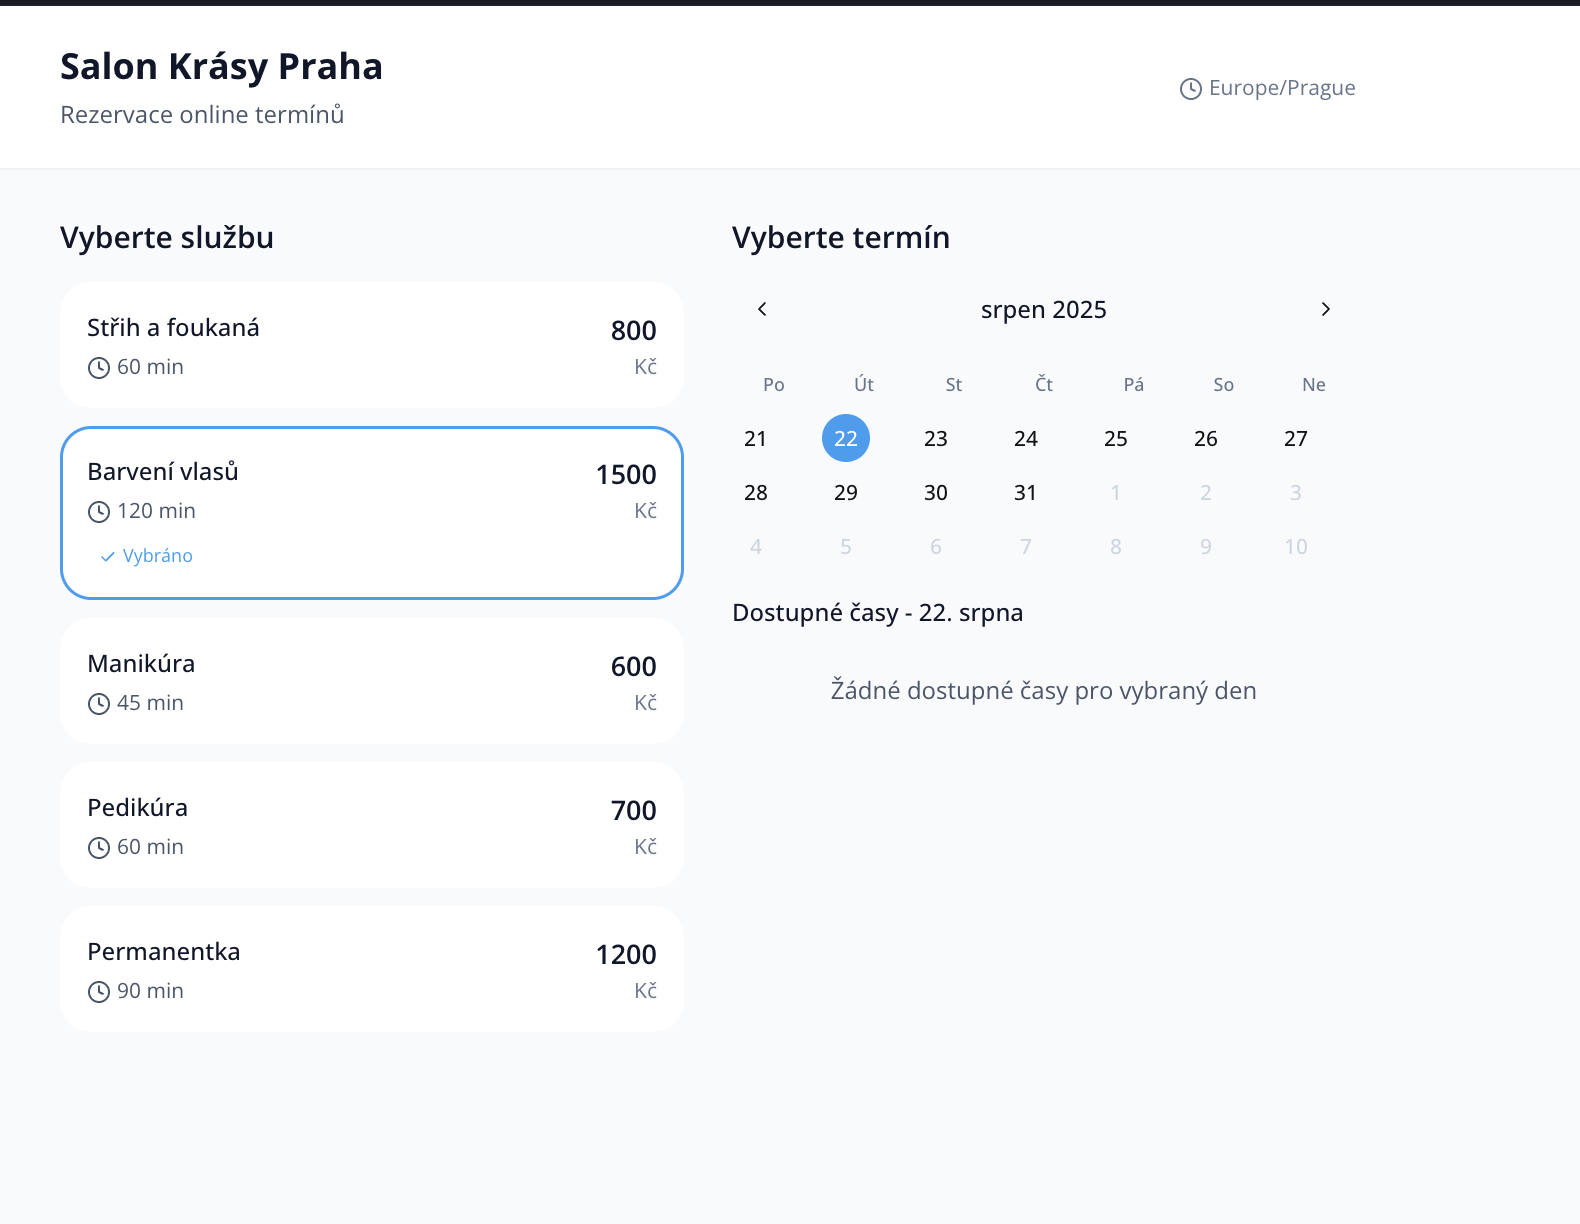 Salon Krásy Praha
Rezervace online termínů
Europe/Prague
Vyberte službu
Střih a foukaná
800
60 min
Kč
Barvení vlasů
1500
120 min
Kč
Vybráno
Manikúra
600
45 min
Kč
Pedikúra
700
60 min
Kč
Permanentka
1200
90 min
Kč
Vyberte termín
srpen 2025
Po Út St Čt Pá So Ne
21 22 23 24 25 26 27
28 29 30 31 1 2 3
4 5 6 7 8 9 10
Dostupné časy - 22. srpna
Žádné dostupné časy pro vybraný den